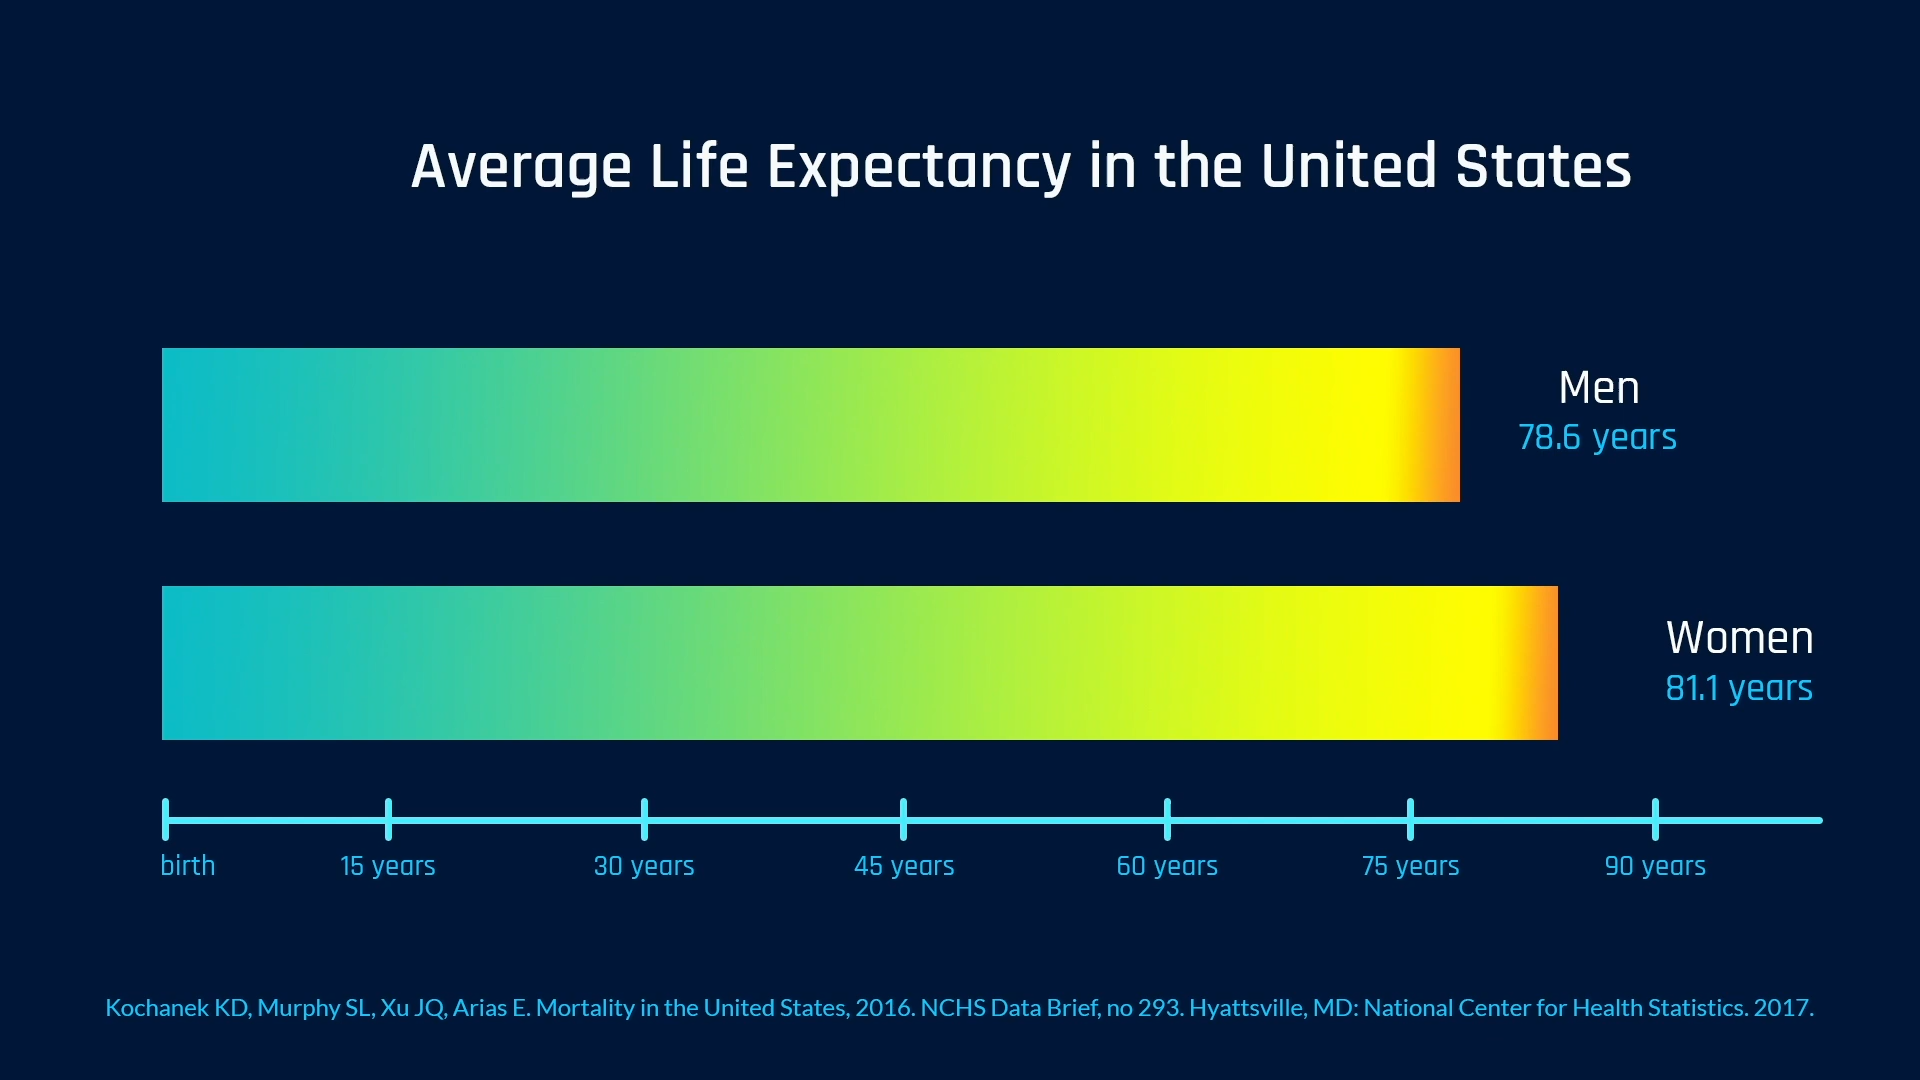 Average Life Expectancy in the United States
Men
78.6 years
Women
81.1 years
birth 15 years 30 years 45 years 60 years 75 years 90 years
Kochanek KD, Murphy SL, Xu JQ, Arias E. Mortality in the United States, 2016. NCHS Data Brief, no 293. Hyattsville, MD: National Center for Health Statistics. 2017.